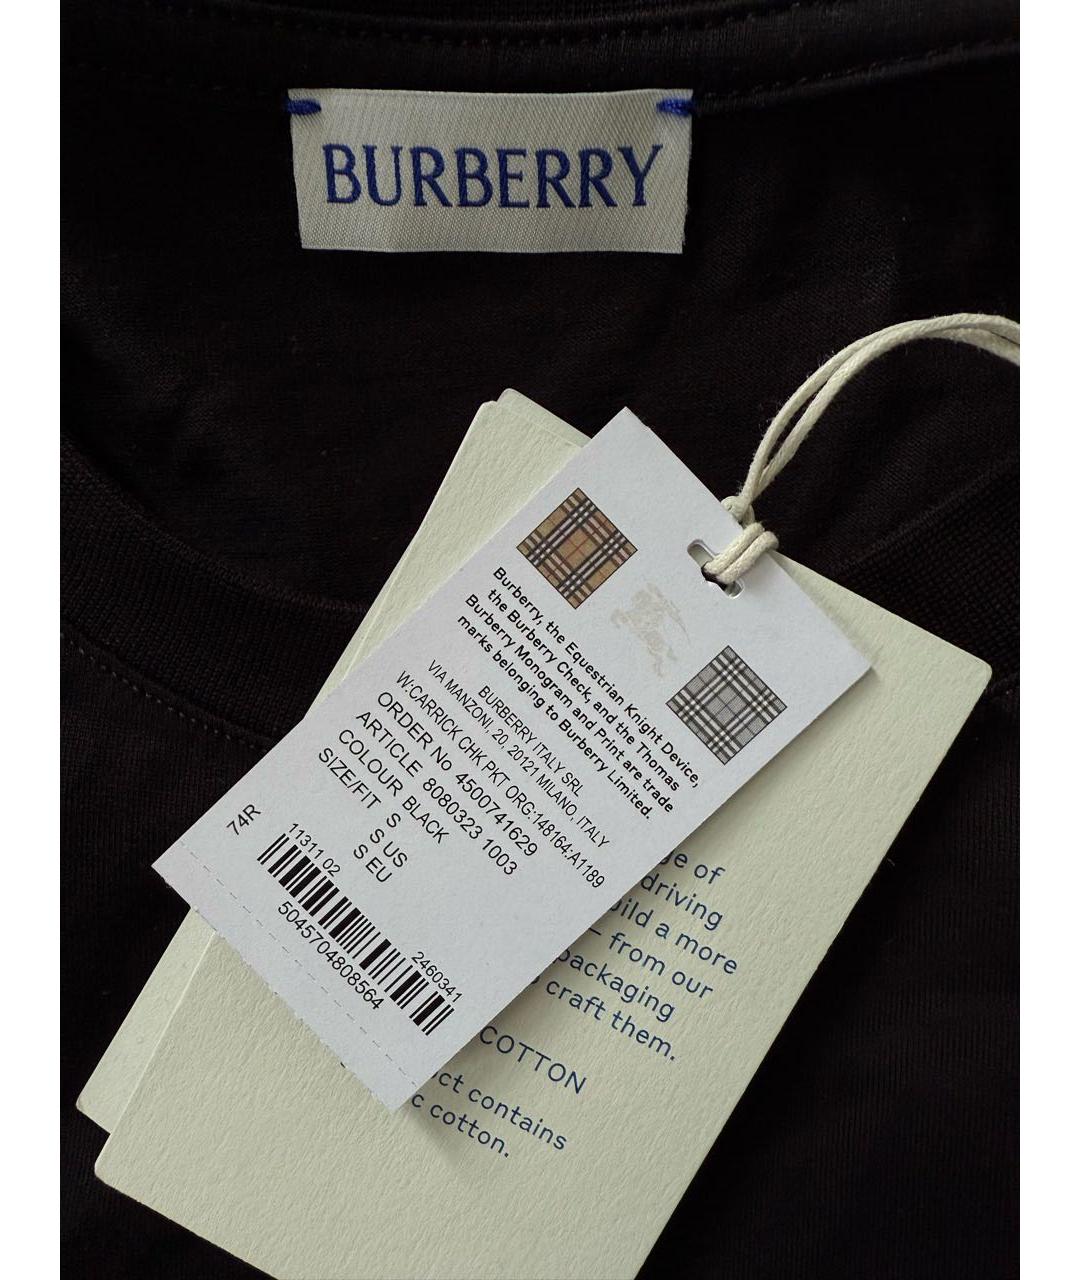 BURBERRY
Burberry, the Equestrian Knight Device,
the Burberry Check, and the Thomas
Burberry Monogram and Print are trade
marks belonging to Burberry Limited.
BURBERRY ITALY SRL
VIA MANZONI, 20, 20121 MILANO, ITALY
W:CARRICK CHK PKT ORG:148164:A1189
ORDER No 4500741629
ARTICLE 8080323 1003
COLOUR BLACK
SIZE/FIT S
S US
S EU
74R
11311 02
2460341
5045704808564
of
driving
a more
– from our
packaging
craft them.
COTTON
contains
cotton.